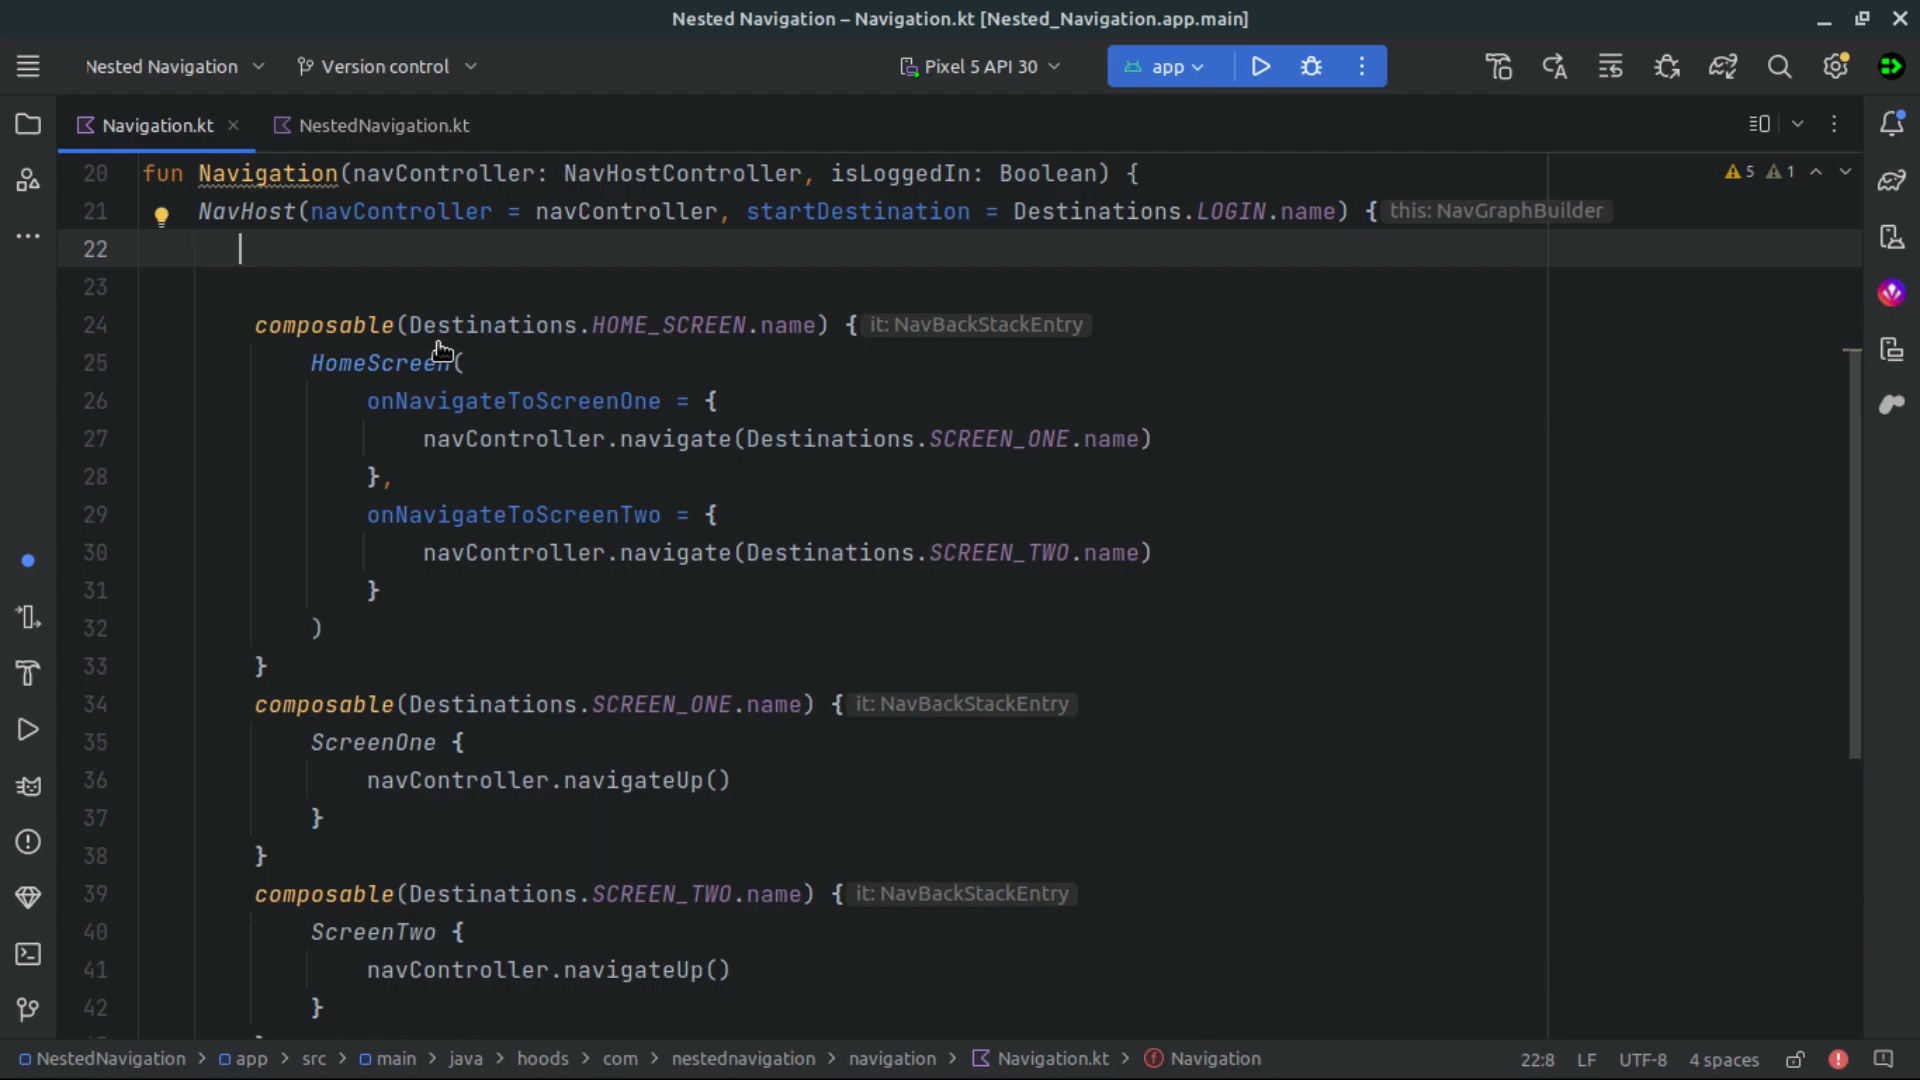 Nested Navigation – Navigation.kt [Nested_Navigation.app.main]
Nested Navigation Version control Pixel 5 API 30 app
Navigation.kt NestedNavigation.kt
20 fun Navigation(navController: NavHostController, isLoggedIn: Boolean) { 5 1
21 NavHost(navController = navController, startDestination = Destinations.LOGIN.name) { this: NavGraphBuilder
22
23
24 composable(Destinations.HOME_SCREEN.name) { it: NavBackStackEntry
25 HomeScreen(
26 onNavigateToScreenOne = {
27 navController.navigate(Destinations.SCREEN_ONE.name)
28 },
29 onNavigateToScreenTwo = {
30 navController.navigate(Destinations.SCREEN_TWO.name)
31 }
32 )
33 }
34 composable(Destinations.SCREEN_ONE.name) { it: NavBackStackEntry
35 ScreenOne {
36 navController.navigateUp()
37 }
38 }
39 composable(Destinations.SCREEN_TWO.name) { it: NavBackStackEntry
40 ScreenTwo {
41 navController.navigateUp()
42 }
NestedNavigation > app > src > main > java > hoods > com > nestednavigation > navigation > Navigation.kt > Navigation 22:8 LF UTF-8 4 spaces